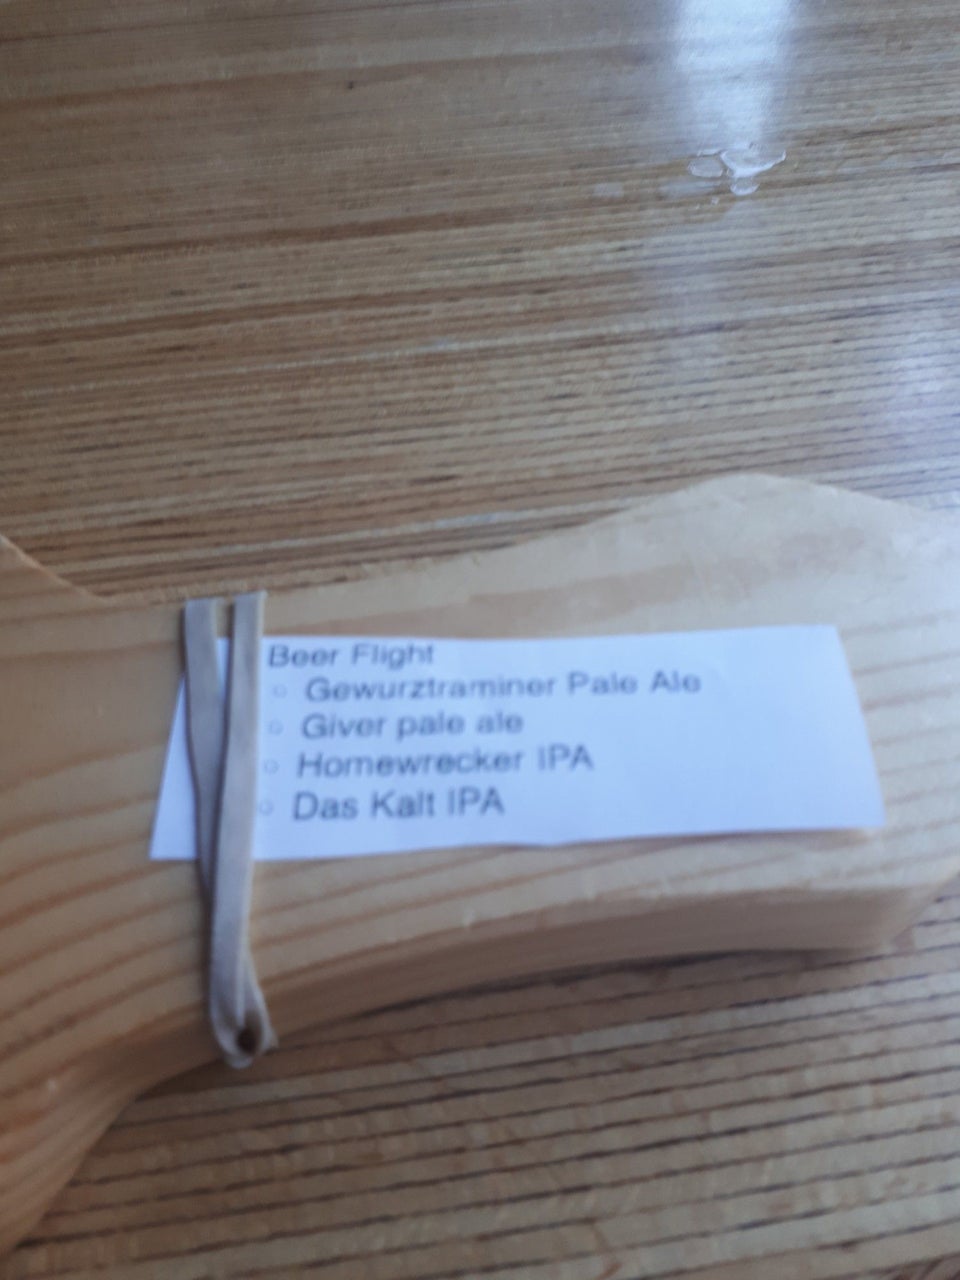 Beer Flight
Gewurztraminer Pale Ale
Giver pale ale
Homewrecker IPA
Das Kalt IPA